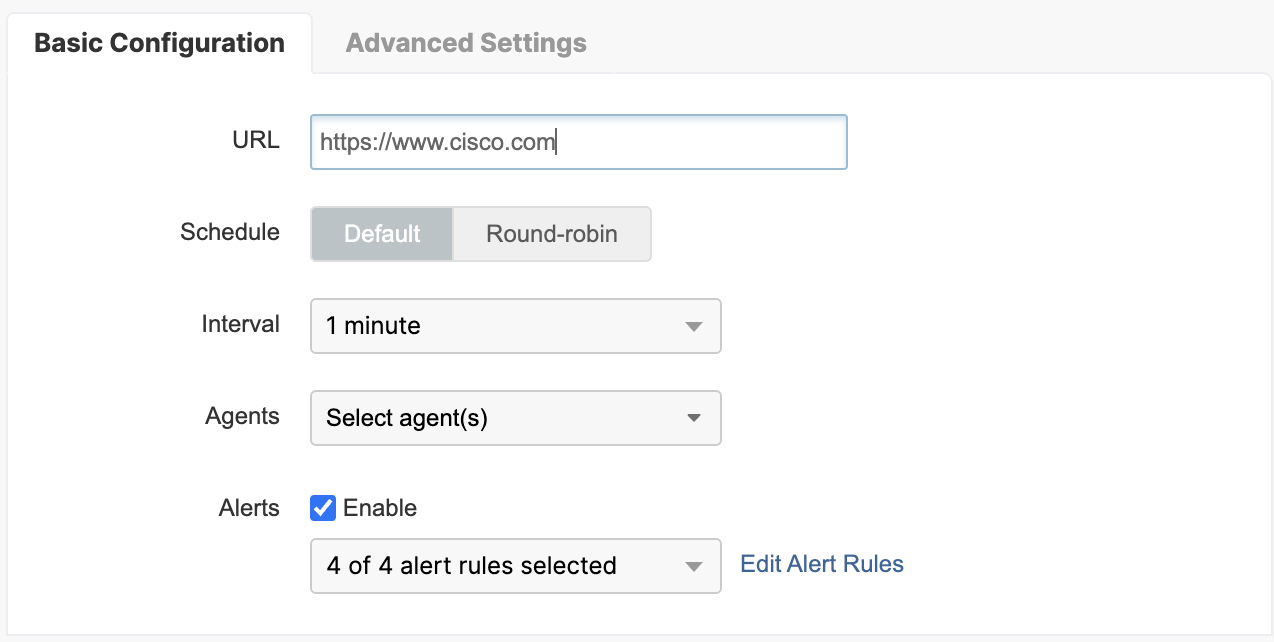 Basic Configuration Advanced Settings
URL https://www.cisco.com
Schedule Default Round-robin
Interval 1 minute
Agents Select agent(s)
Alerts Enable
4 of 4 alert rules selected Edit Alert Rules